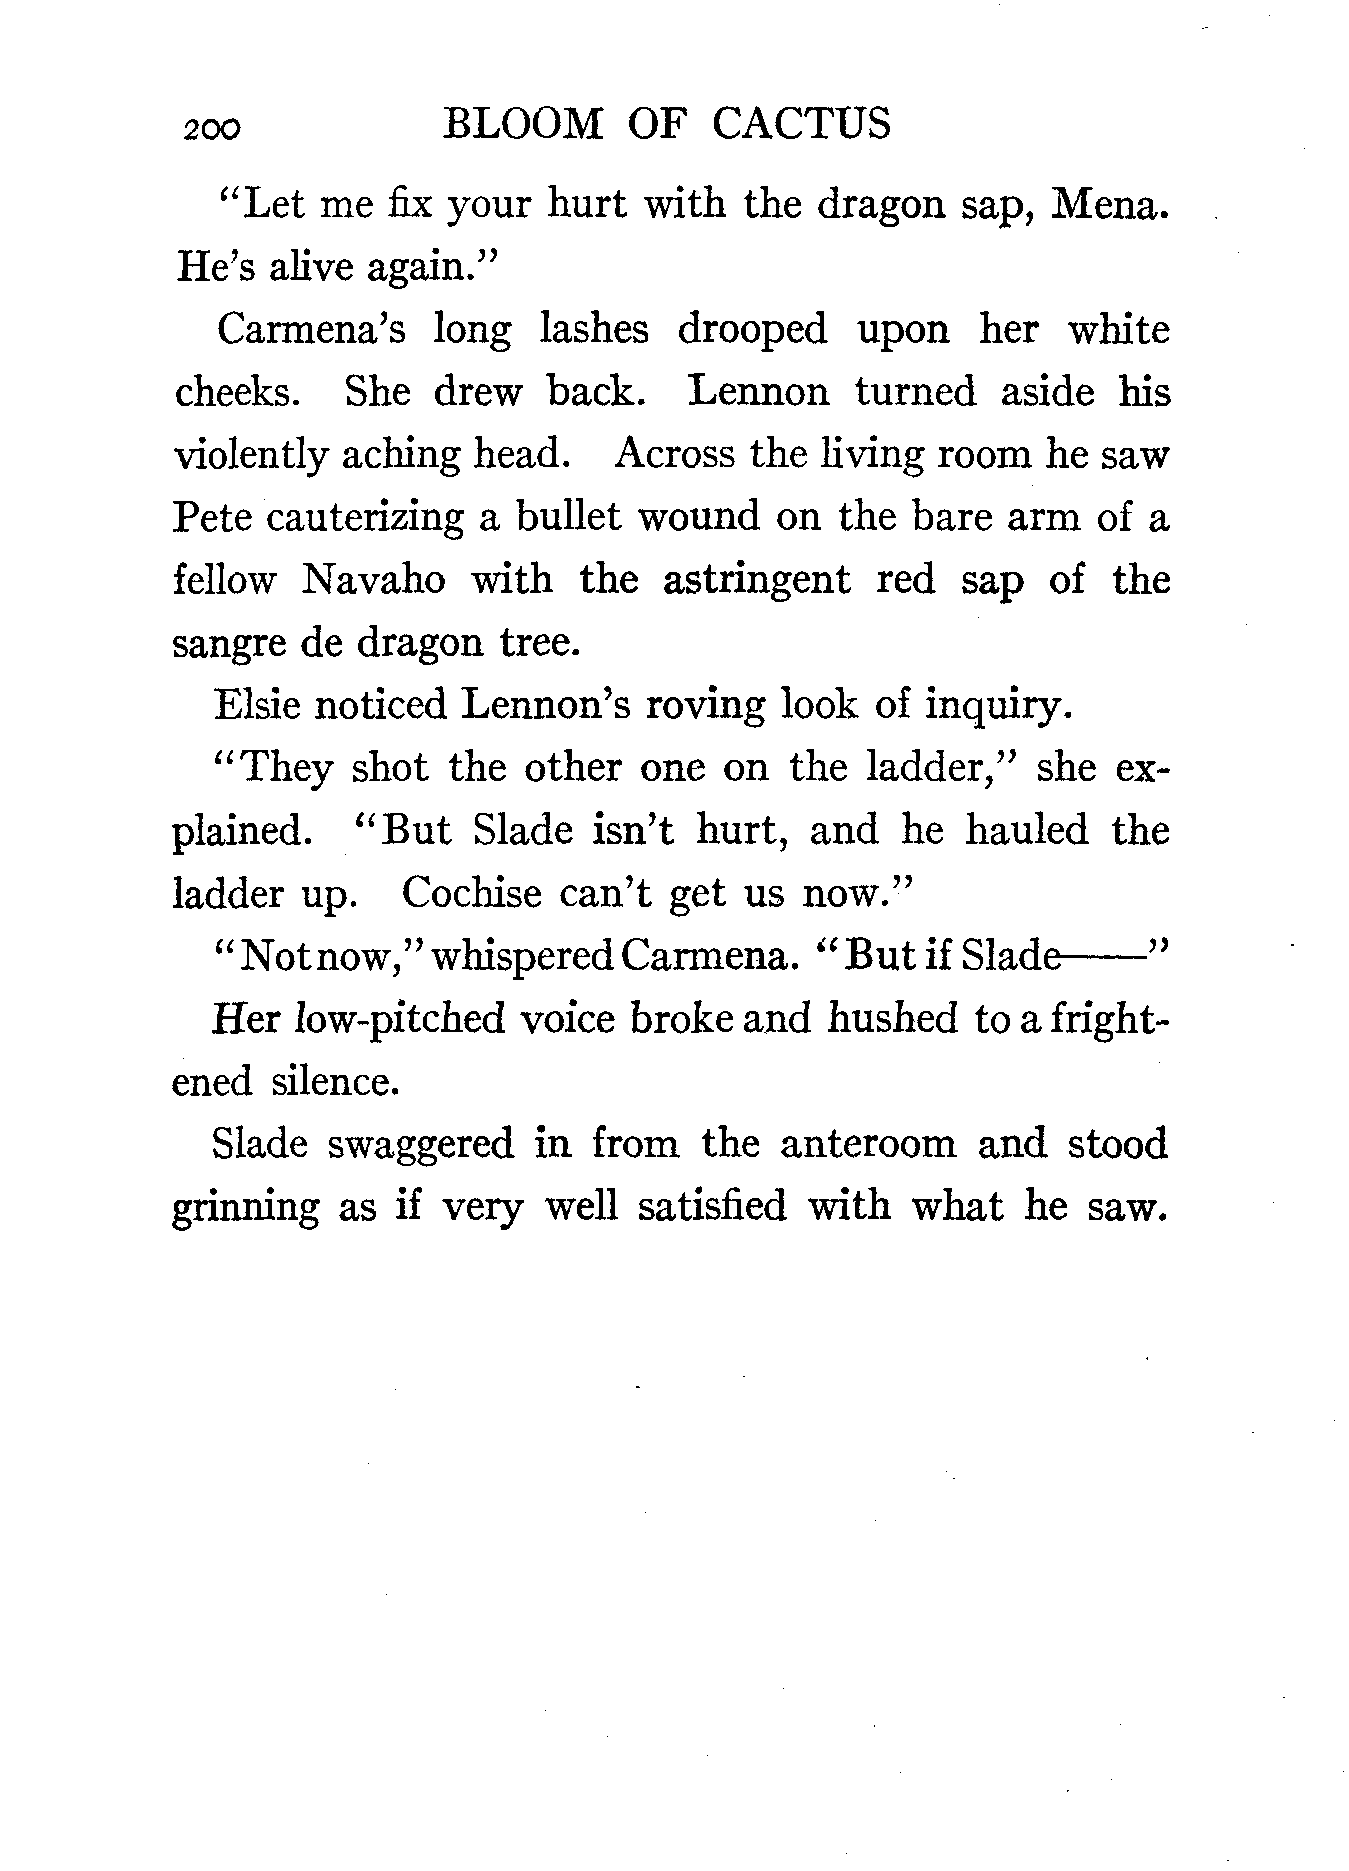 200 BLOOM OF CACTUS
“Let me fix your hurt with the dragon sap, Mena.
He’s alive again.”
Carmena’s long lashes drooped upon her white
cheeks. She drew back. Lennon turned aside his
violently aching head. Across the living room he saw
Pete cauterizing a bullet wound on the bare arm of a
fellow Navaho with the astringent red sap of the
sangre de dragon tree.
Elsie noticed Lennon’s roving look of inquiry.
“They shot the other one on the ladder,” she ex-
plained. “But Slade isn’t hurt, and he hauled the
ladder up. Cochise can’t get us now.”
“Not now,” whispered Carmena. “But if Slade——”
Her low-pitched voice broke and hushed to a fright-
ened silence.
Slade swaggered in from the anteroom and stood
grinning as if very well satisfied with what he saw.